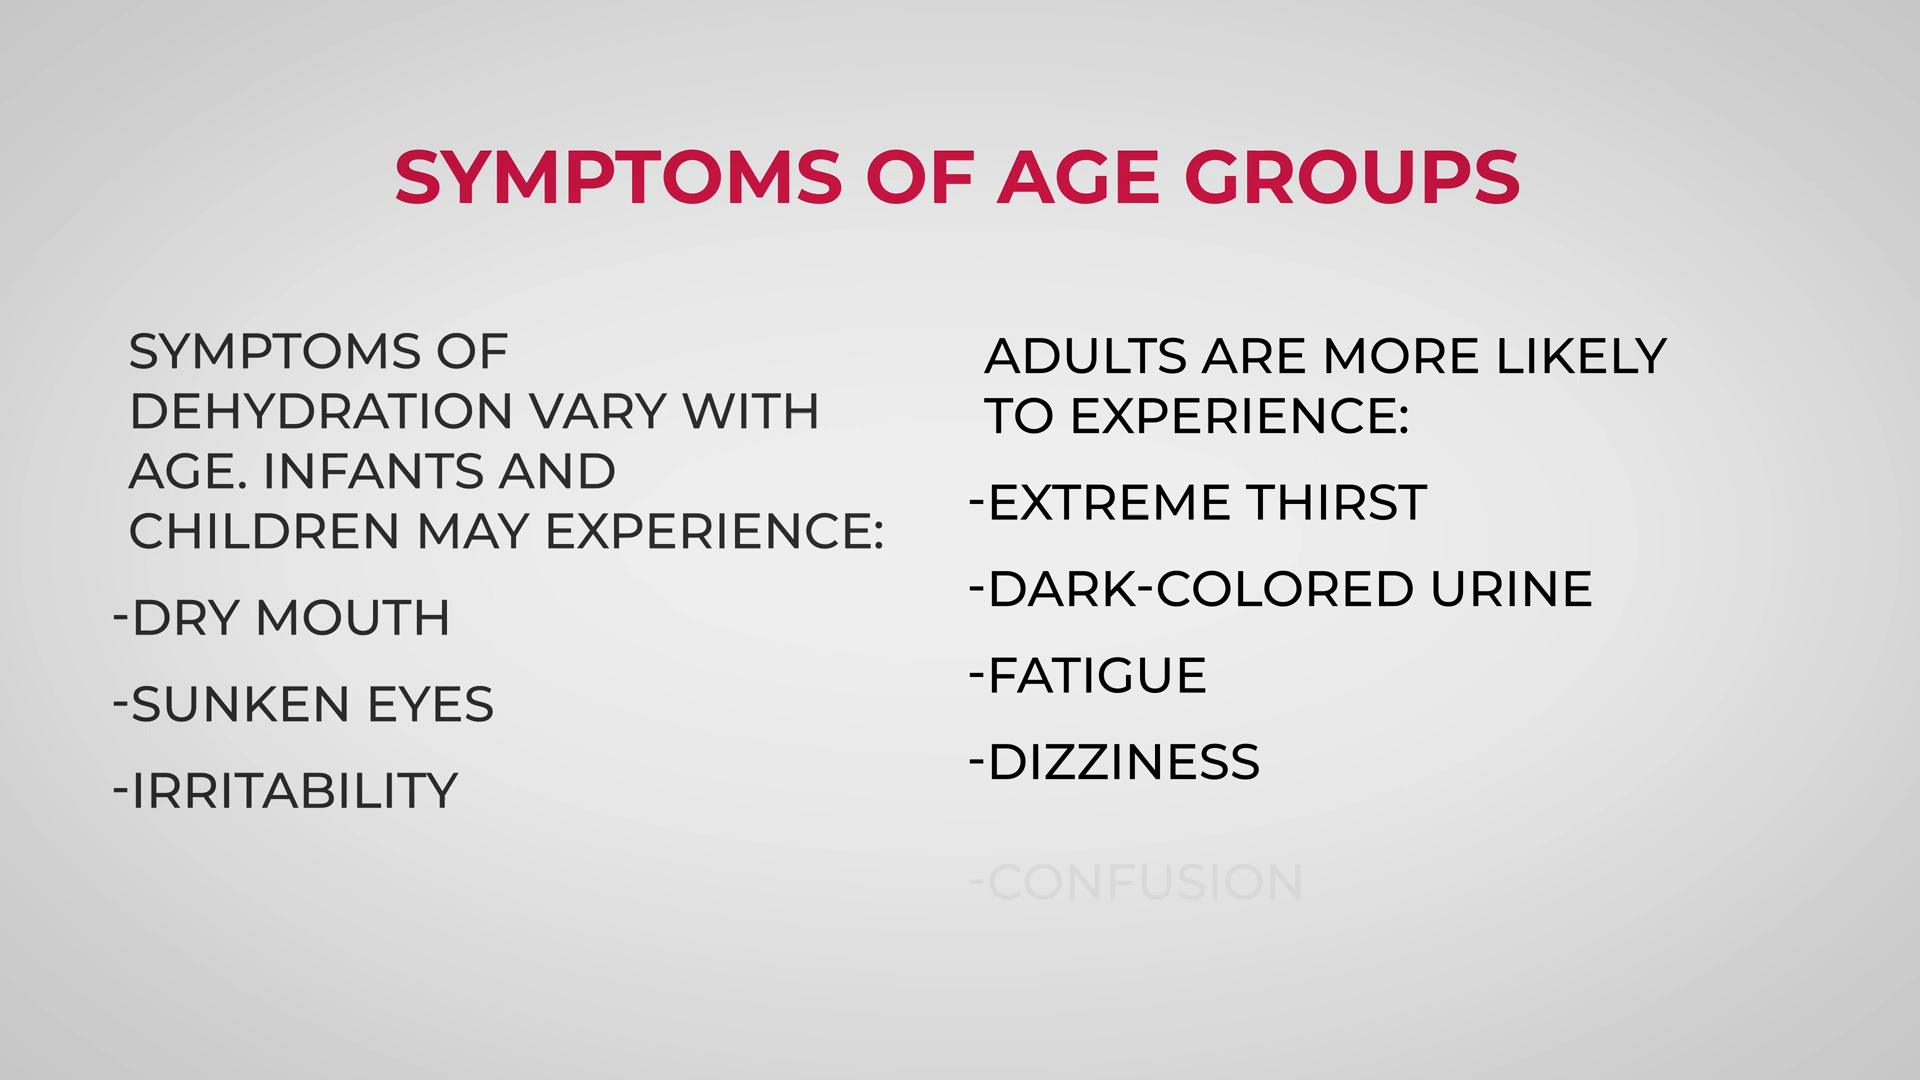 SYMPTOMS OF AGE GROUPS
SYMPTOMS OF
DEHYDRATION VARY WITH
AGE. INFANTS AND
CHILDREN MAY EXPERIENCE:
-DRY MOUTH
-SUNKEN EYES
-IRRITABILITY
ADULTS ARE MORE LIKELY
TO EXPERIENCE:
-EXTREME THIRST
-DARK-COLORED URINE
-FATIGUE
-DIZZINESS
-CONFUSION